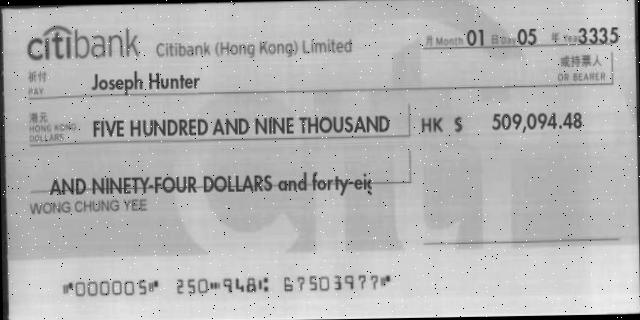 citibank Citibank (Hong Kong) Limited
月 Month 01 日 Day 05 年 Year 3335
祈付 PAY Joseph Hunter 或持票人 OR BEARER
港元 HONG KONG DOLLARS FIVE HUNDRED AND NINE THOUSAND HK $ 509,094.48
AND NINETY-FOUR DOLLARS and forty-eig
WONG CHUNG YEE
⑈000005⑈ 250⑉948⑆ 67503977⑈